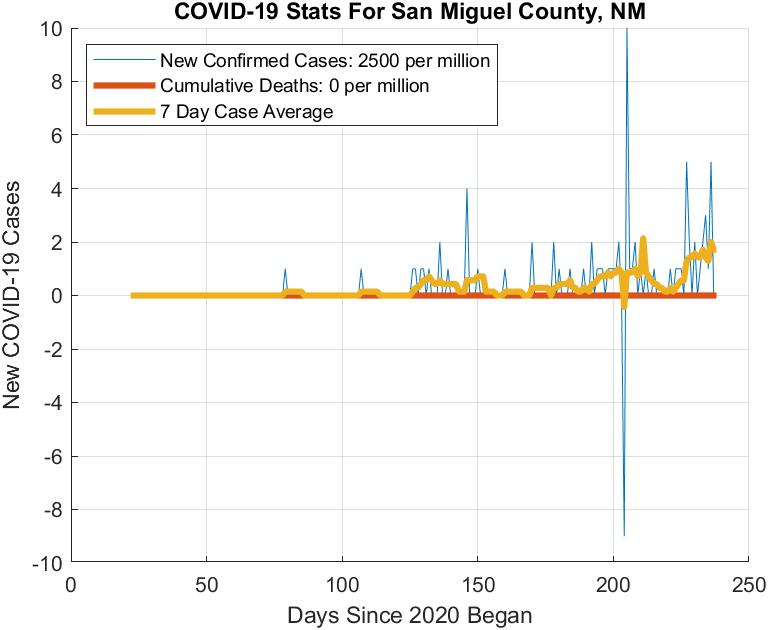 COVID-19 Stats For San Miguel County, NM
New Confirmed Cases: 2500 per million
Cumulative Deaths: 0 per million
7 Day Case Average
New COVID-19 Cases
10
8
6
4
2
0
-2
-4
-6
-8
-10
0 50 100 150 200 250
Days Since 2020 Began